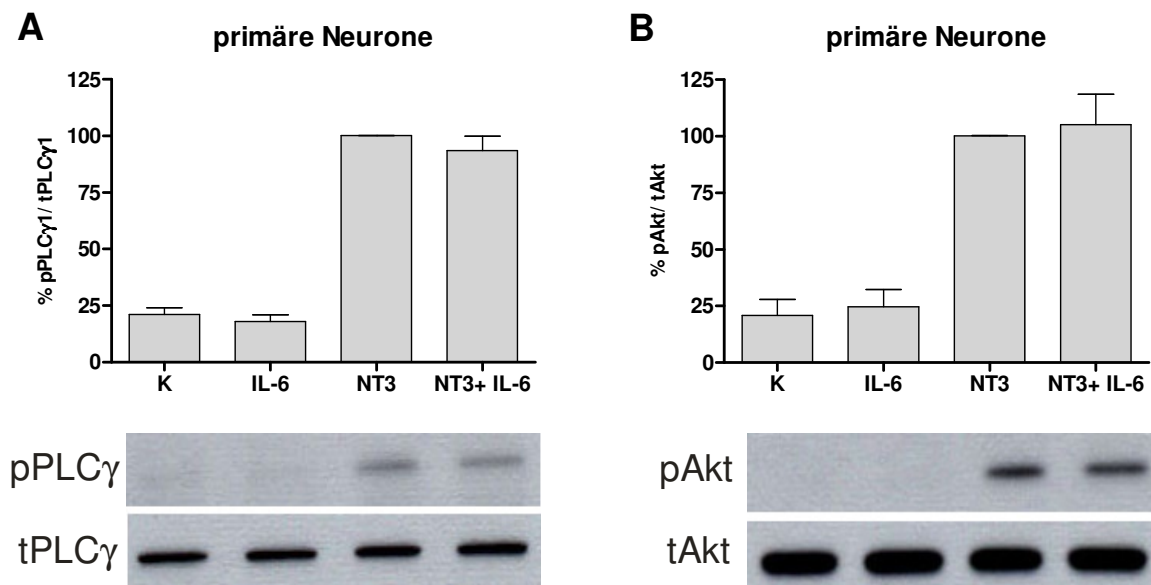 A
primäre Neurone
% pPLCγ1/ tPLCγ1
125
100
75
50
25
0
K IL-6 NT3 NT3+ IL-6
pPLCγ
tPLCγ
B
primäre Neurone
% pAkt/ tAkt
125
100
75
50
25
0
K IL-6 NT3 NT3+ IL-6
pAkt
tAkt